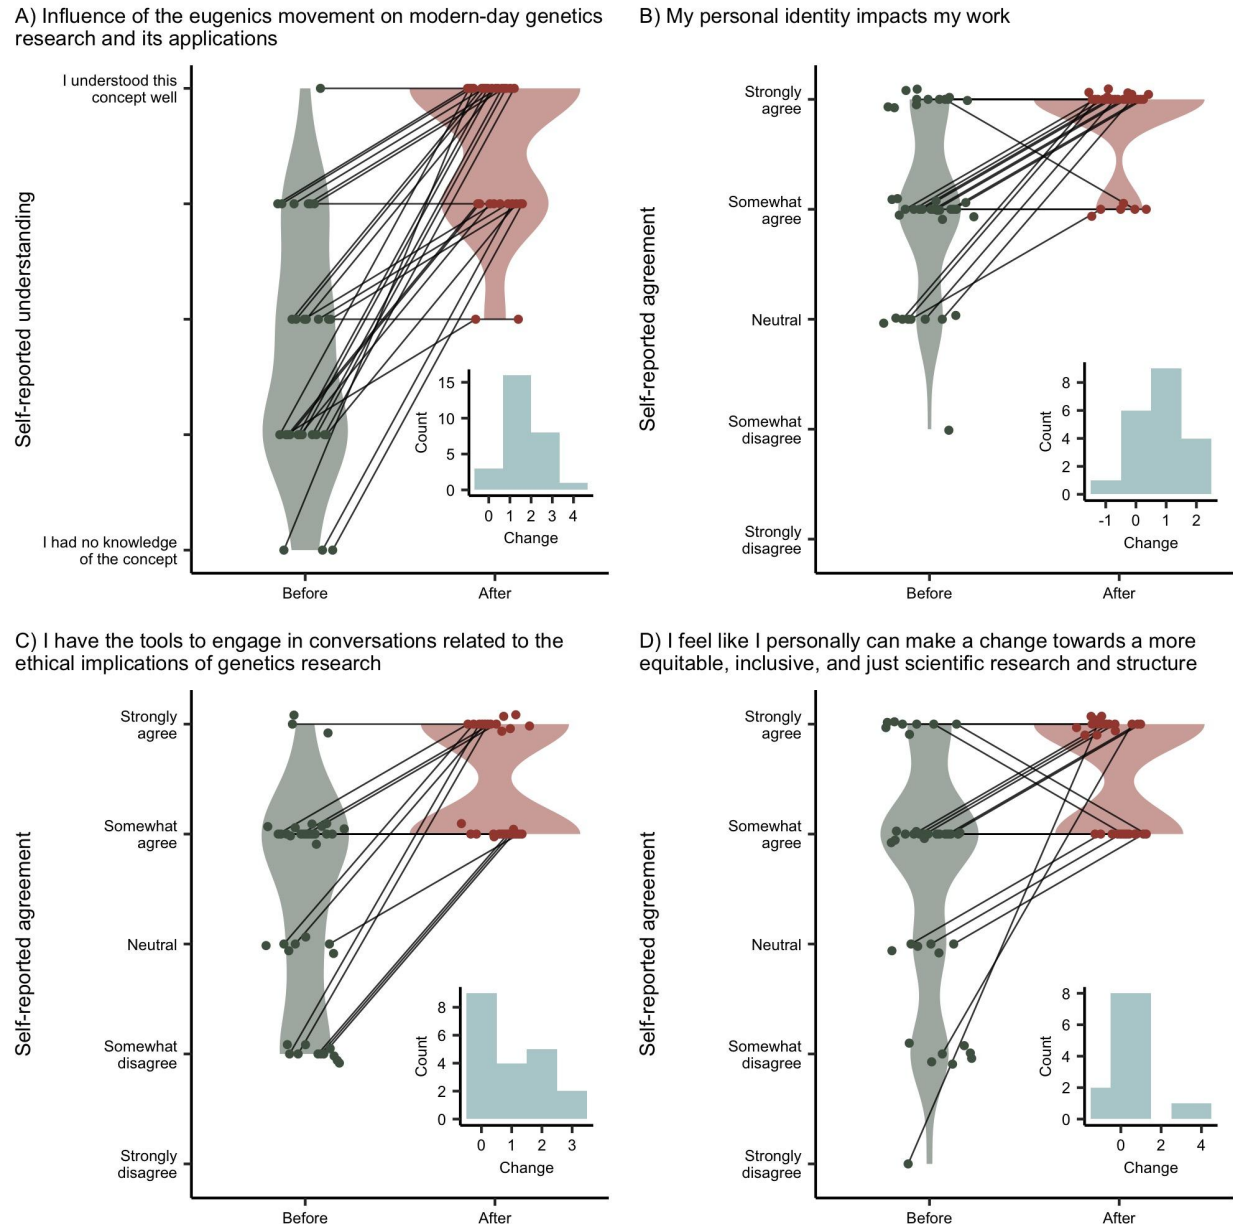 A) Influence of the eugenics movement on modern-day genetics
research and its applications
Self-reported understanding
I understood this
concept well
I had no knowledge
of the concept
Before
After
Count
15
10
5
0
0 1 2 3 4
Change
B) My personal identity impacts my work
Self-reported agreement
Strongly
agree
Somewhat
agree
Neutral
Somewhat
disagree
Strongly
disagree
Before
After
Count
8
6
4
2
0
-1 0 1 2
Change
C) I have the tools to engage in conversations related to the
ethical implications of genetics research
Self-reported agreement
Strongly
agree
Somewhat
agree
Neutral
Somewhat
disagree
Strongly
disagree
Before
After
Count
8
6
4
2
0
0 1 2 3
Change
D) I feel like I personally can make a change towards a more
equitable, inclusive, and just scientific research and structure
Self-reported agreement
Strongly
agree
Somewhat
agree
Neutral
Somewhat
disagree
Strongly
disagree
Before
After
Count
8
6
4
2
0
0 2 4
Change